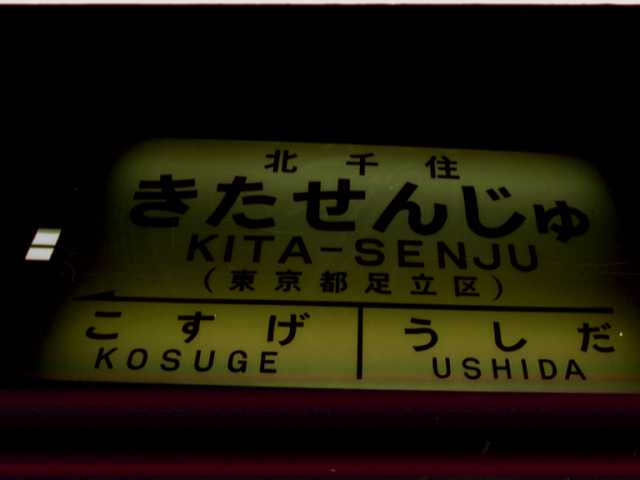 北千住
きたせんじゅ
KITA-SENJU
(東京都足立区)
こすげ うしだ
KOSUGE USHIDA